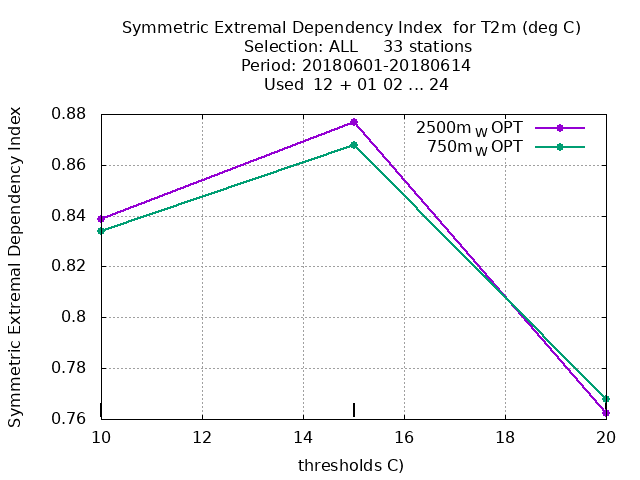 Symmetric Extremal Dependency Index  for T2m (deg C)
Selection: ALL     33 stations
Period: 20180601-20180614
Used  12 + 01 02 ... 24
Symmetric Extremal Dependency Index
0.88
0.86
0.84
0.82
0.8
0.78
0.76
2500m W OPT
750m W OPT
10 12 14 16 18 20
thresholds C)